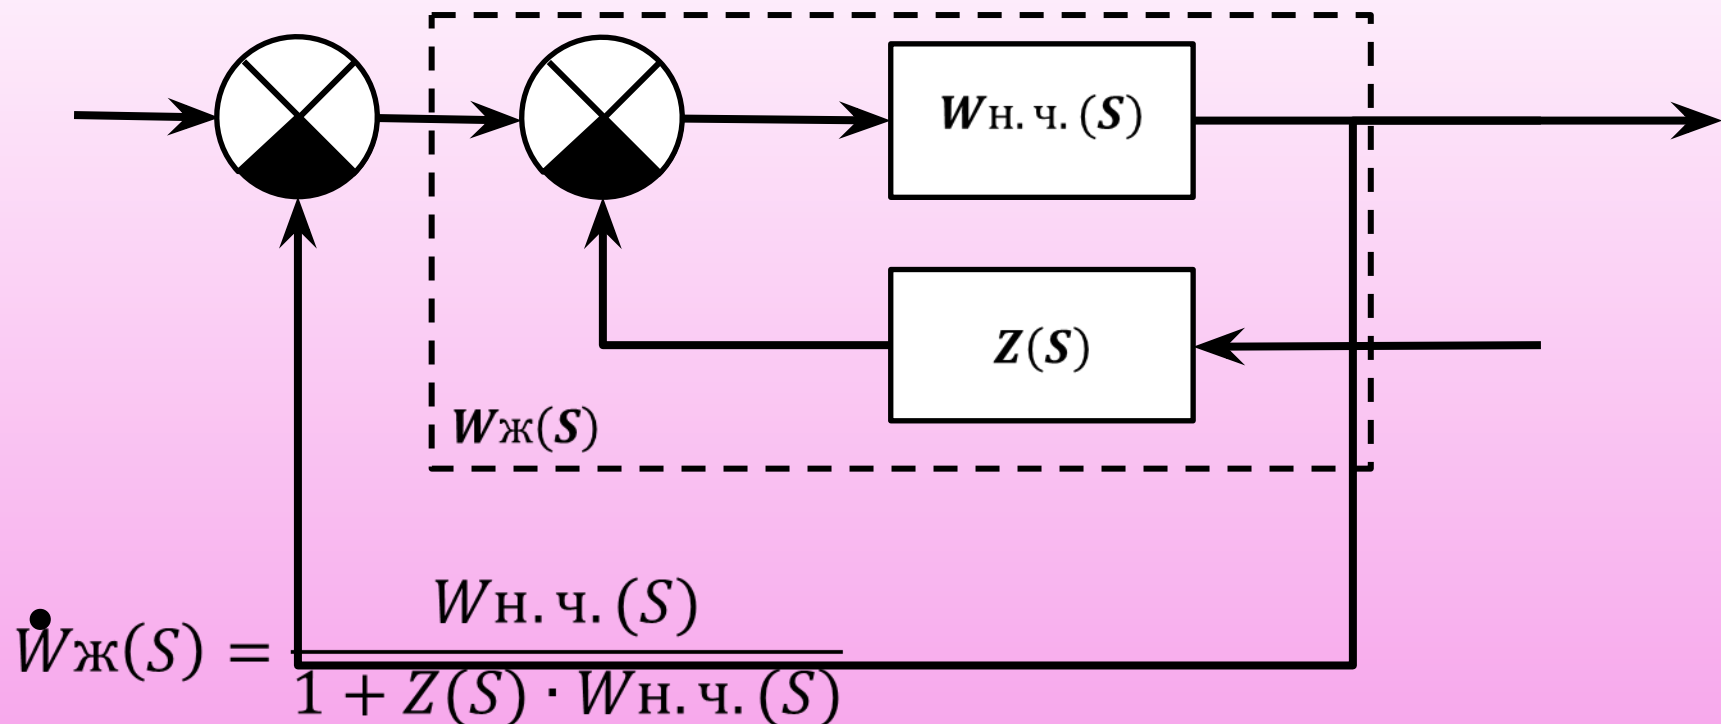 Wн.ч.(S)
Z(S)
Wж(S)
Wж(S) = Wн.ч.(S) / 1 + Z(S) · Wн.ч.(S)